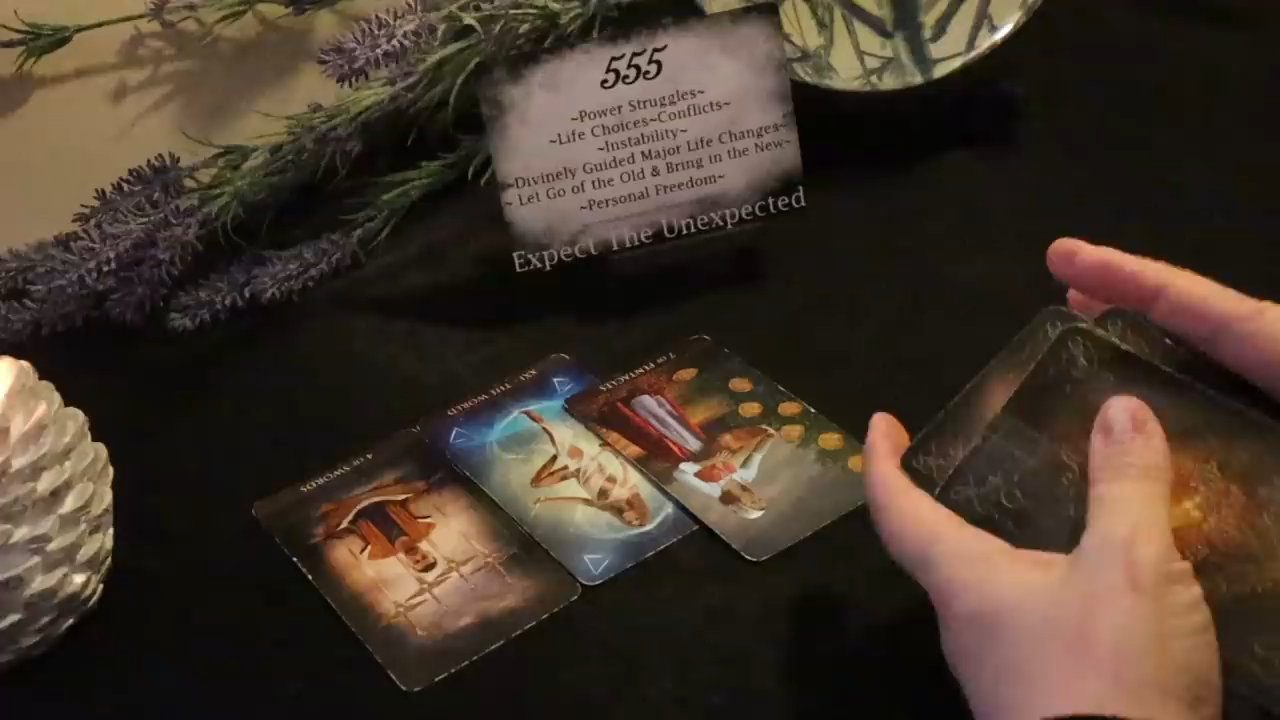 555
~Power Struggles~
~Life Choices~Conflicts~
~Instability~
~Divinely Guided Major Life Changes~
~ Let Go of the Old & Bring in the New~
~Personal Freedom~
Expect The Unexpected
7 OF PENTACLES
XXI · THE WORLD
4 OF SWORDS